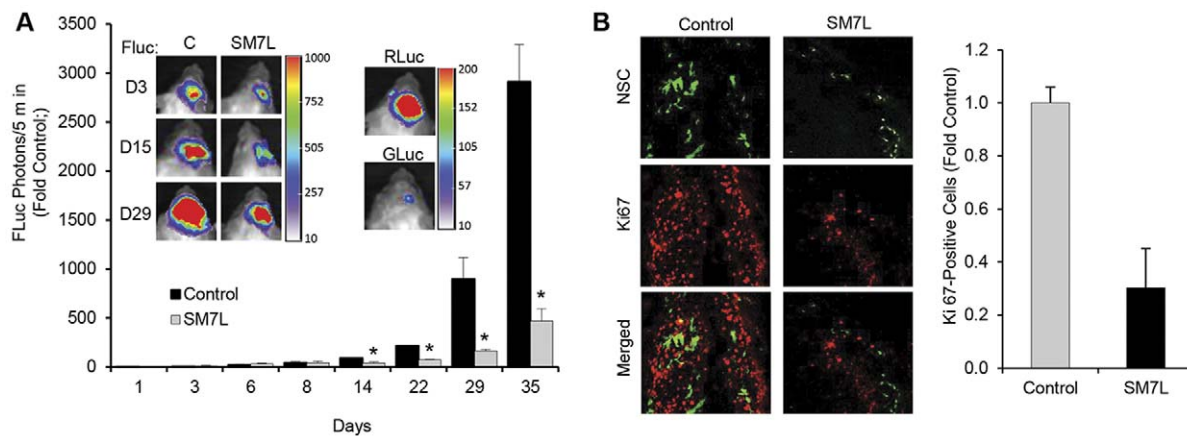 A
FLuc Photons/5 m in
(Fold Control;)
3500
3000
2500
2000
1500
1000
500
0
Fluc: C SM7L
D3
D15
D29
1000
752
505
257
10
RLuc
GLuc
200
152
105
57
10
Control
SM7L
* * * *
1 3 6 8 14 22 29 35
Days
B
Control SM7L
NSC
Ki67
Merged
Ki 67-Positive Cells (Fold Control)
1.2
1.0
0.8
0.6
0.4
0.2
0.0
Control SM7L